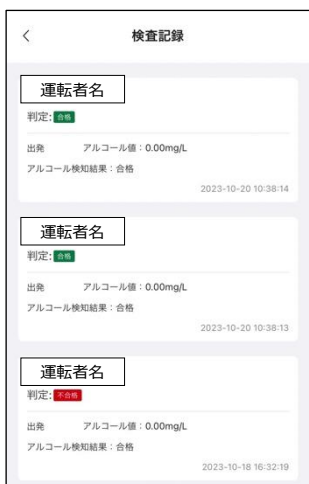 検査記録
運転者名
判定: 合格
出発 アルコール値：0.00mg/L
アルコール検知結果：合格
2023-10-20 10:38:14
運転者名
判定: 合格
出発 アルコール値：0.00mg/L
アルコール検知結果：合格
2023-10-20 10:38:13
運転者名
判定: 不合格
出発 アルコール値：0.00mg/L
アルコール検知結果：合格
2023-10-18 16:32:19